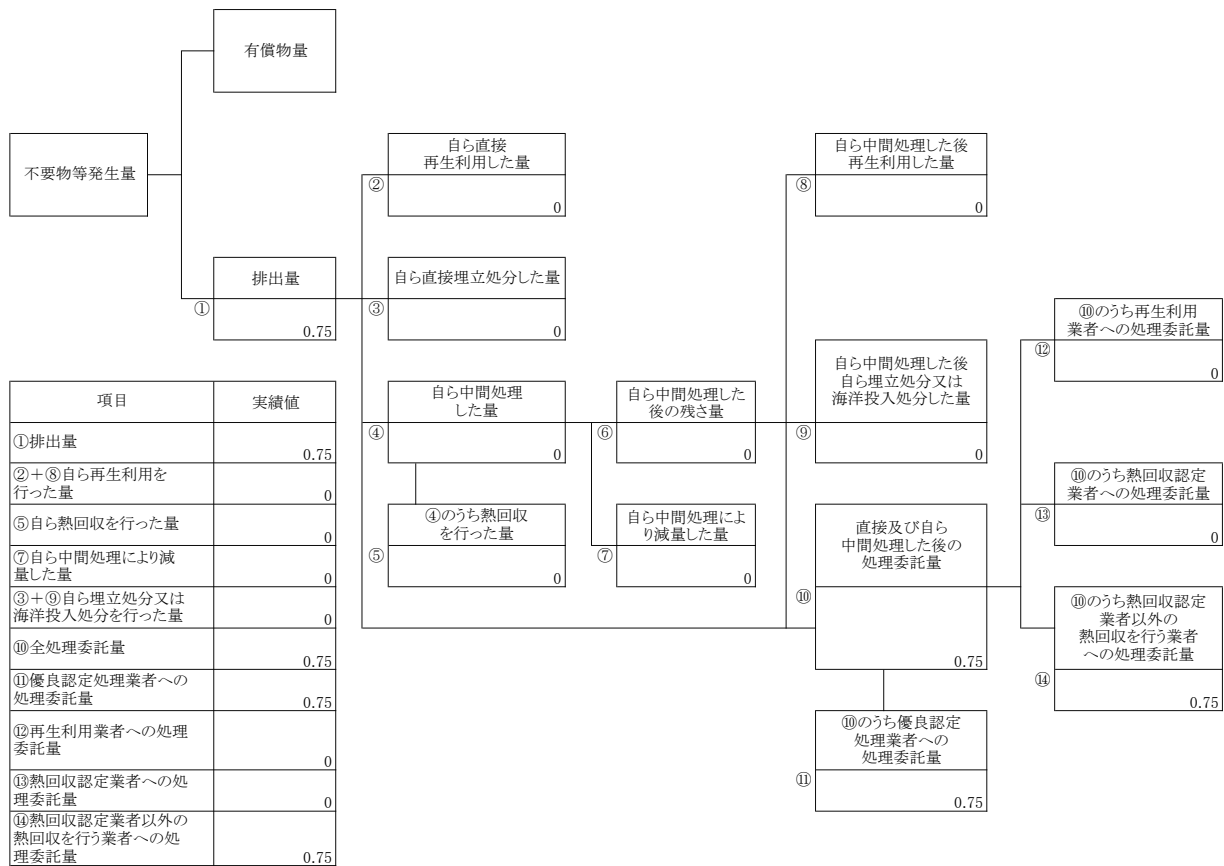 有償物量
不要物等発生量
自ら直接
再生利用した量
②
0
自ら中間処理した後
再生利用した量
⑧
0
排出量
①
0.75
自ら直接埋立処分した量
③
0
⑩のうち再生利用
業者への処理委託量
⑫
0
自ら中間処理
した量
④
0
自ら中間処理した
後の残さ量
⑥
0
自ら中間処理した後
自ら埋立処分又は
海洋投入処分した量
⑨
0
⑩のうち熱回収認定
業者への処理委託量
⑬
0
④のうち熱回収
を行った量
⑤
0
自ら中間処理によ
り減量した量
⑦
0
直接及び自ら
中間処理した後の
処理委託量
⑩
0.75
⑩のうち熱回収認定
業者以外の
熱回収を行う業者
への処理委託量
⑭
0.75
⑩のうち優良認定
処理業者への
処理委託量
⑪
0.75
項目 実績値
①排出量 0.75
②＋⑧自ら再生利用を
行った量 0
⑤自ら熱回収を行った量 0
⑦自ら中間処理により減
量した量 0
③＋⑨自ら埋立処分又は
海洋投入処分を行った量 0
⑩全処理委託量 0.75
⑪優良認定処理業者への
処理委託量 0.75
⑫再生利用業者への処理
委託量 0
⑬熱回収認定業者への処
理委託量 0
⑭熱回収認定業者以外の
熱回収を行う業者への処
理委託量 0.75